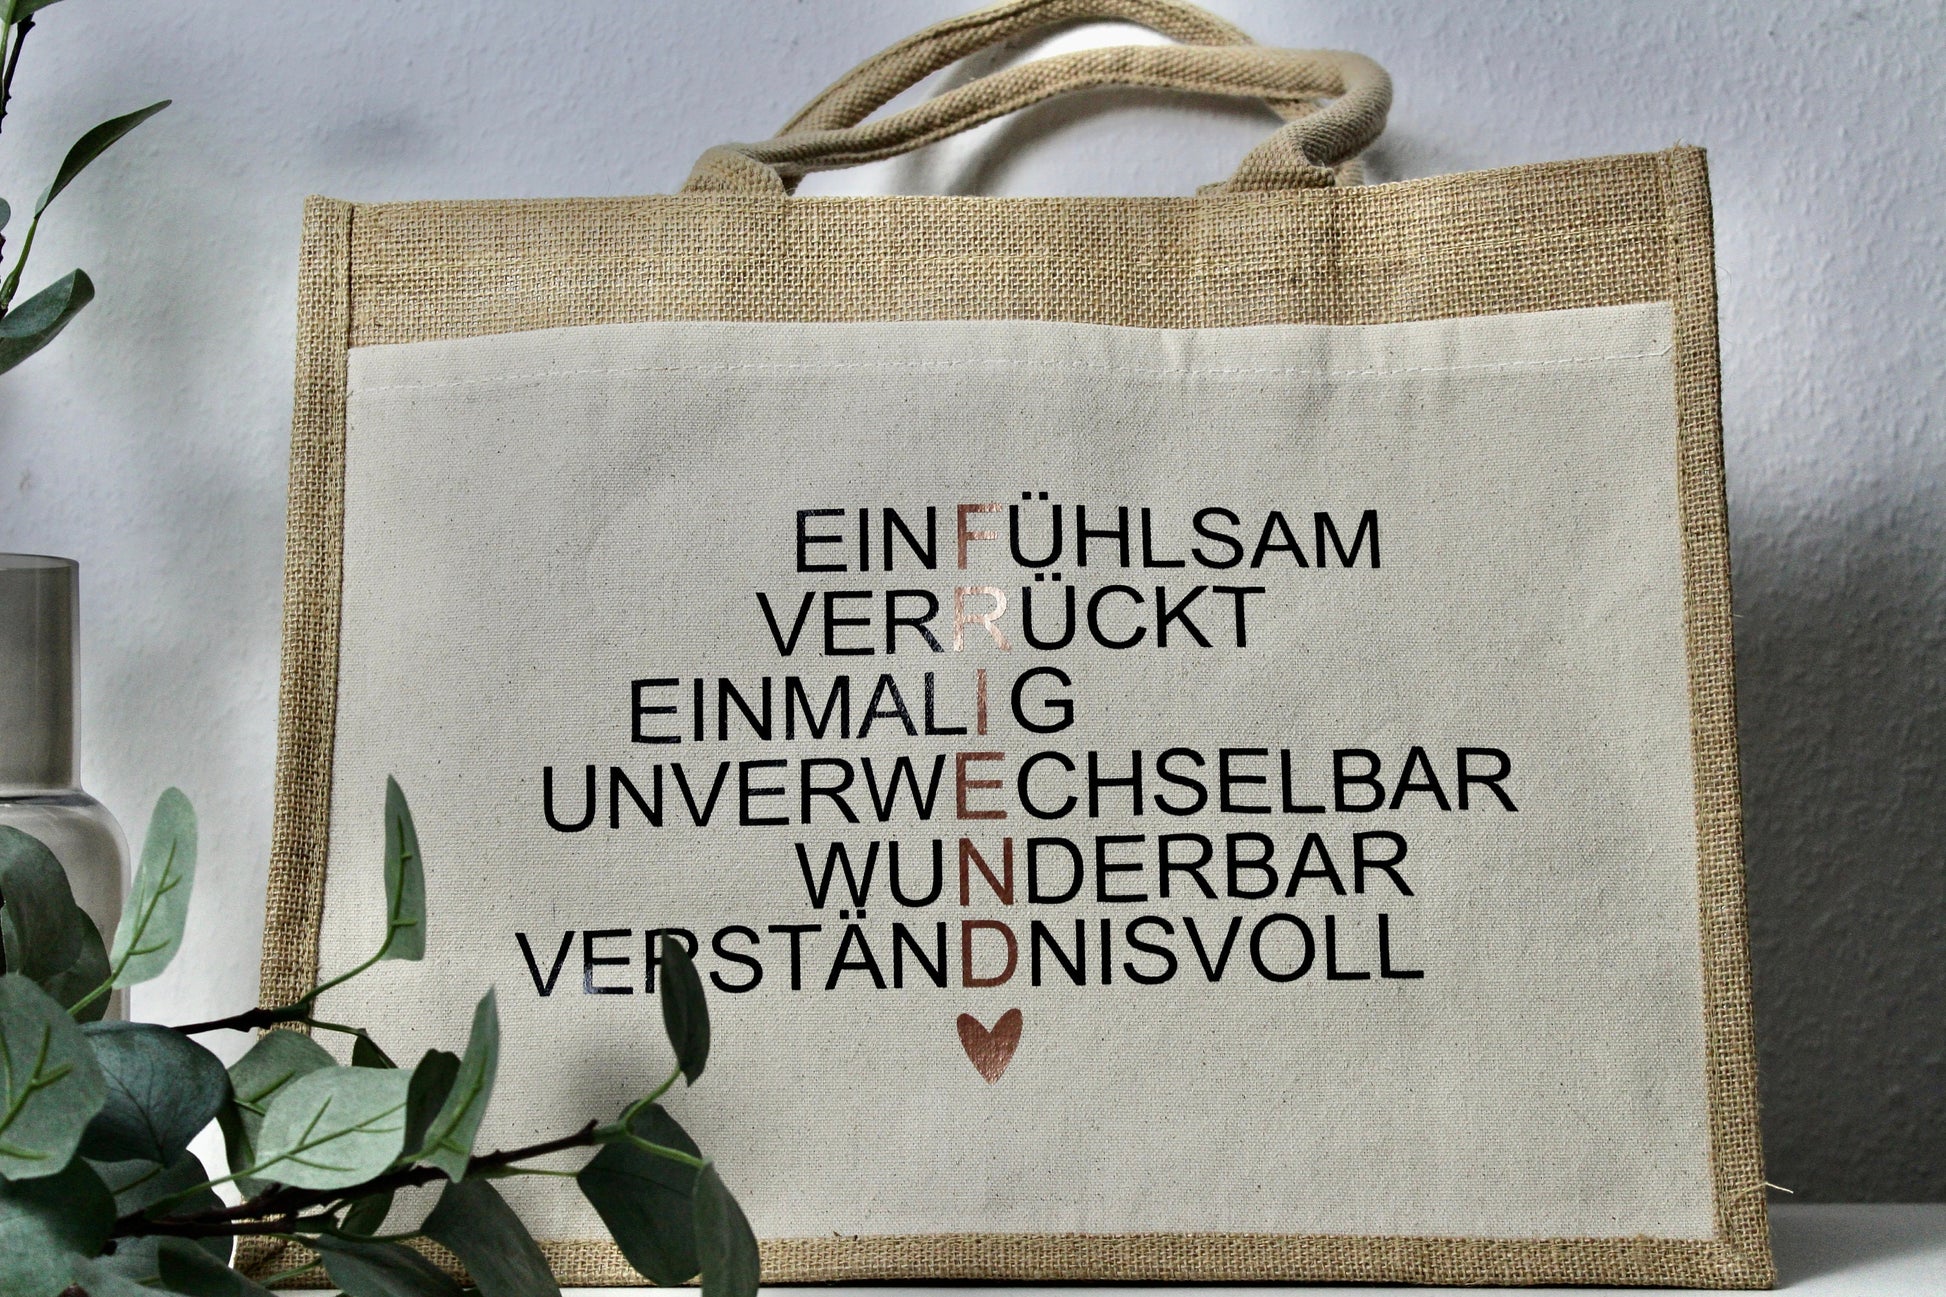 EINFÜHLSAM
VERRÜCKT
EINMALIG
UNVERWECHSELBAR
WUNDERBAR
VERSTÄNDNISVOLL